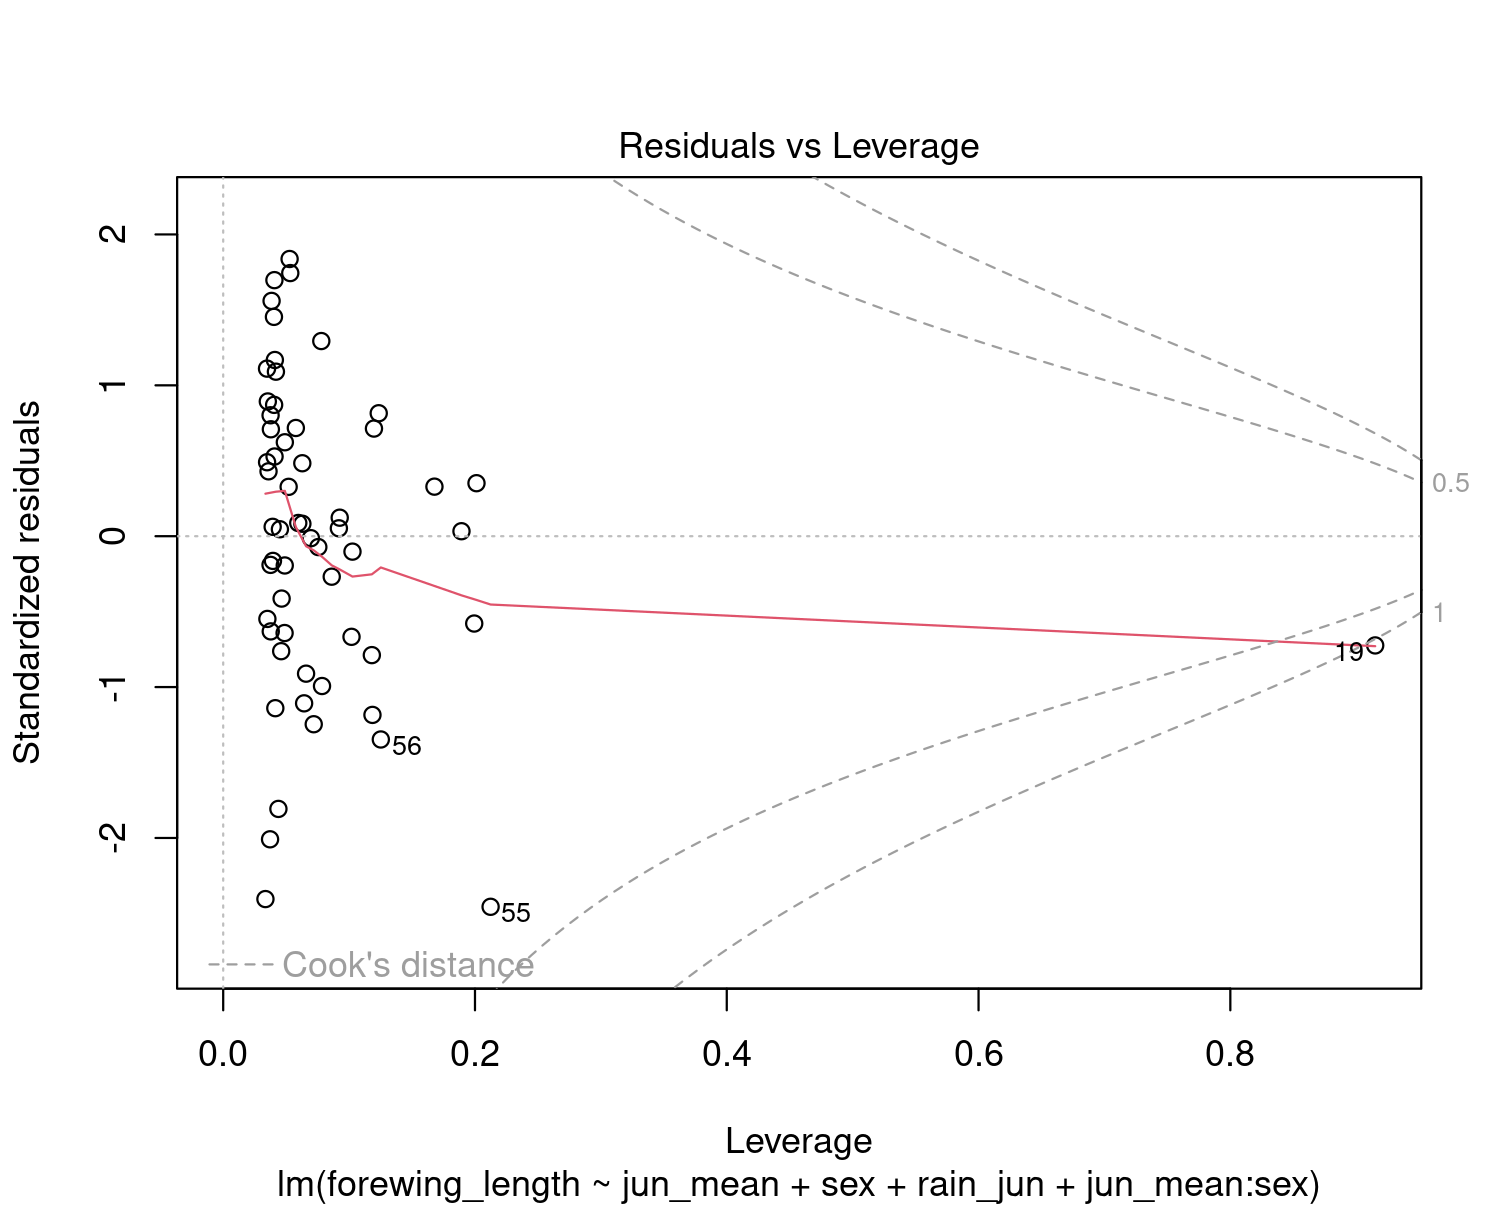 Residuals vs Leverage
Standardized residuals
2
1
0
-1
-2
0.5
1
19
56
55
Cook's distance
0.0 0.2 0.4 0.6 0.8
Leverage
lm(forewing_length ~ jun_mean + sex + rain_jun + jun_mean:sex)